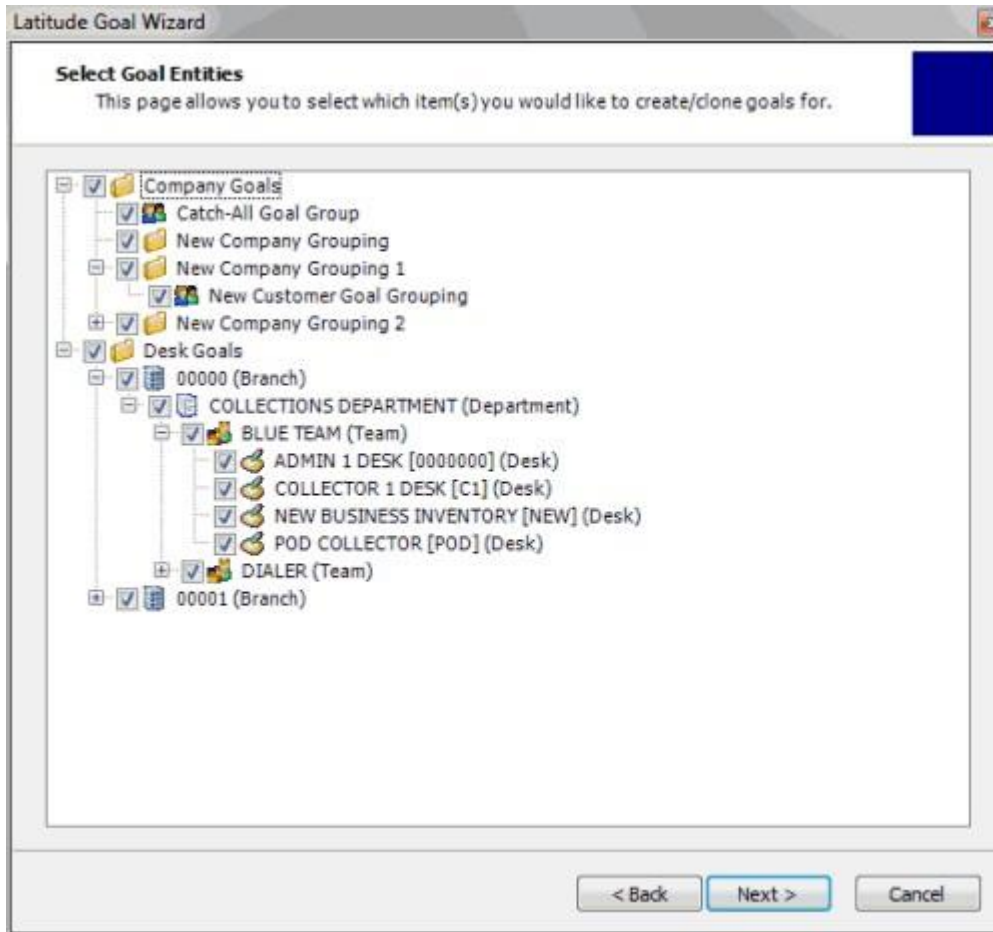 Latitude Goal Wizard
Select Goal Entities
This page allows you to select which item(s) you would like to create/clone goals for.
Company Goals
Catch-All Goal Group
New Company Grouping
New Company Grouping 1
New Customer Goal Grouping
New Company Grouping 2
Desk Goals
00000 (Branch)
COLLECTIONS DEPARTMENT (Department)
BLUE TEAM (Team)
ADMIN 1 DESK [0000000] (Desk)
COLLECTOR 1 DESK [C1] (Desk)
NEW BUSINESS INVENTORY [NEW] (Desk)
POD COLLECTOR [POD] (Desk)
DIALER (Team)
00001 (Branch)
< Back Next > Cancel